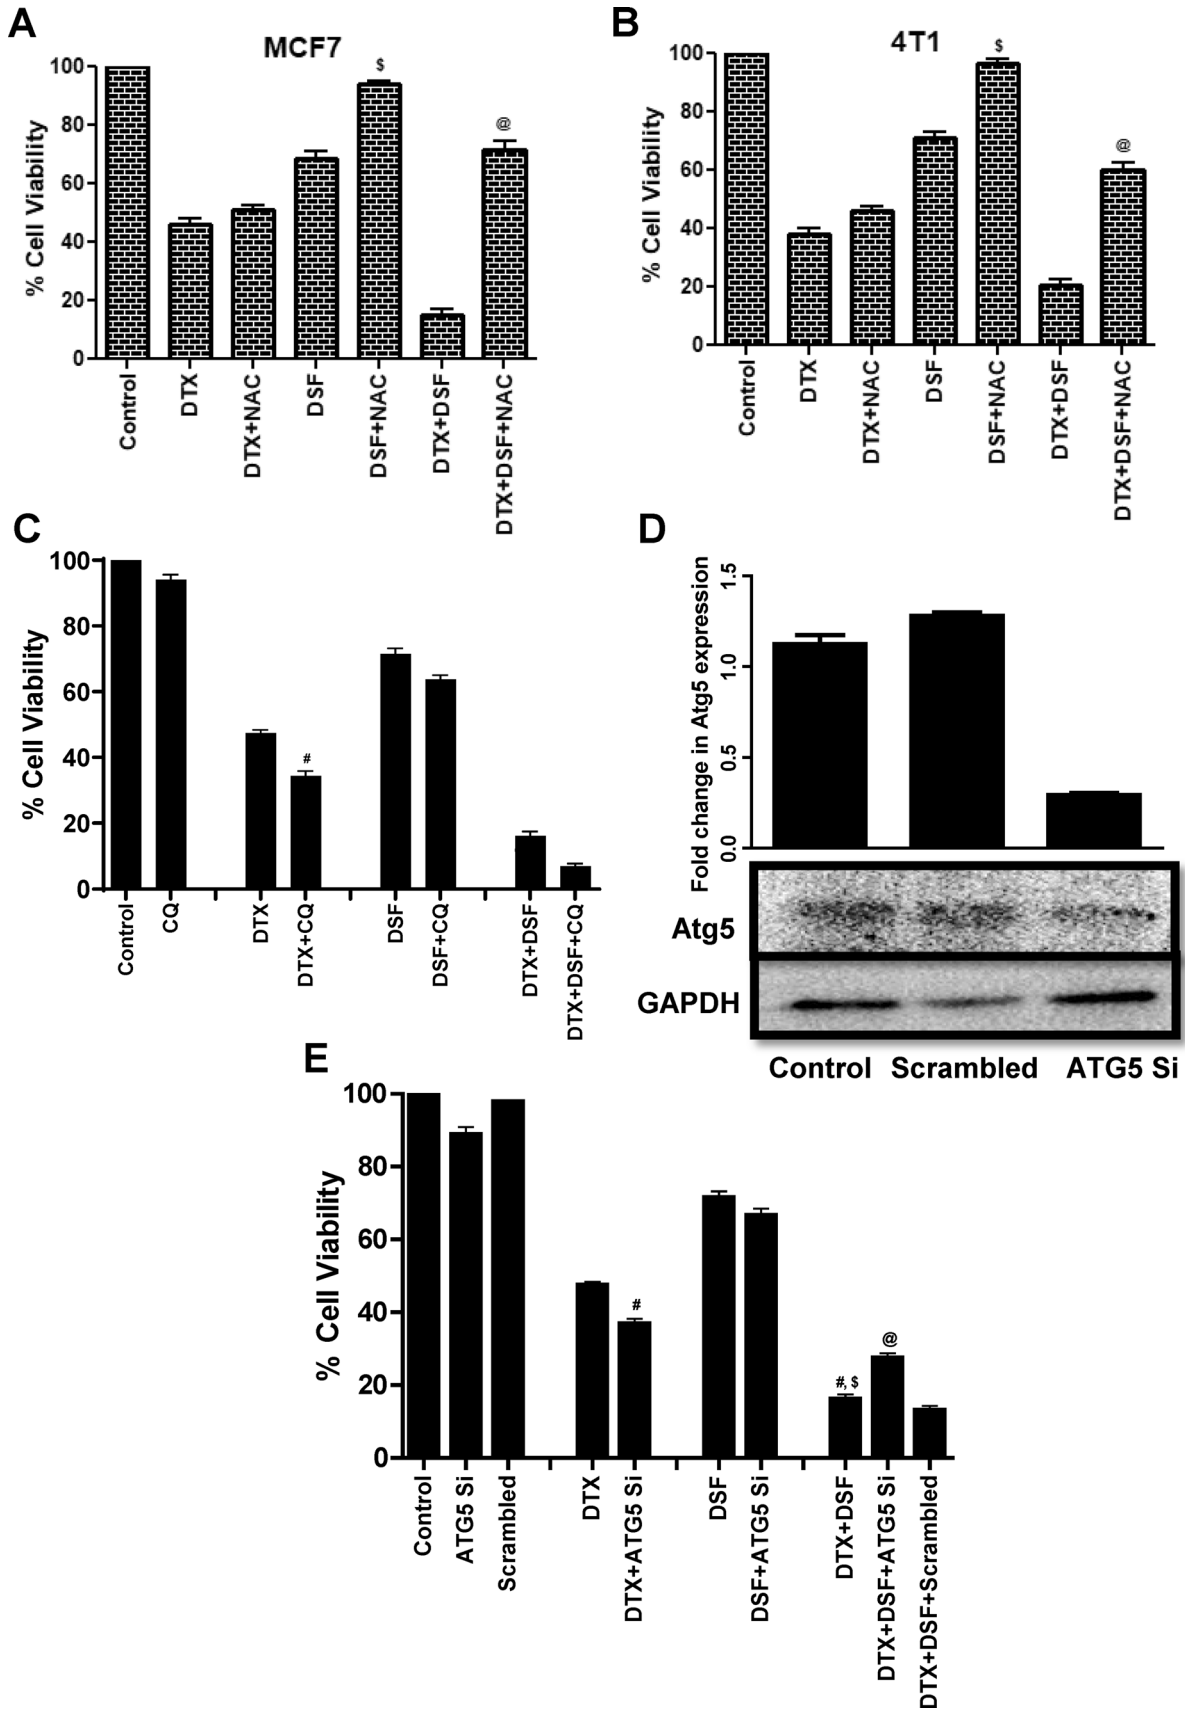 A
MCF7
% Cell Viability
100
80
60
40
20
0
$
@
Control
DTX
DTX+NAC
DSF
DSF+NAC
DTX+DSF
DTX+DSF+NAC
B
4T1
% Cell Viability
100
80
60
40
20
0
$
@
Control
DTX
DTX+NAC
DSF
DSF+NAC
DTX+DSF
DTX+DSF+NAC
C
% Cell Viability
100
80
60
40
20
0
#
Control
CQ
DTX
DTX+CQ
DSF
DSF+CQ
DTX+DSF
DTX+DSF+CQ
D
Fold change in Atg5 expression
1.5
1.0
0.5
0.0
Atg5
GAPDH
Control Scrambled ATG5 Si
E
% Cell Viability
100
80
60
40
20
0
#
#, $
@
Control
ATG5 Si
Scrambled
DTX
DTX+ATG5 Si
DSF
DSF+ATG5 Si
DTX+DSF
DTX+DSF+ATG5 Si
DTX+DSF+Scrambled